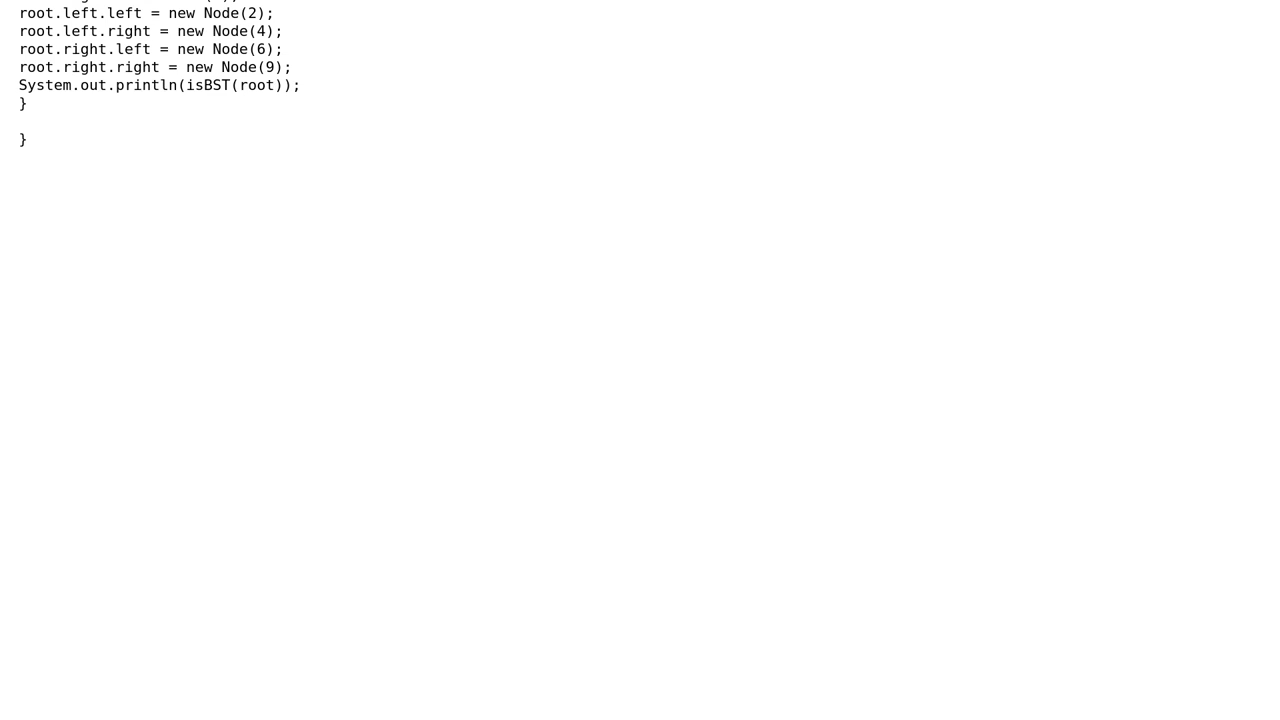 root.left.left = new Node(2);
root.left.right = new Node(4);
root.right.left = new Node(6);
root.right.right = new Node(9);
System.out.println(isBST(root));
}
}